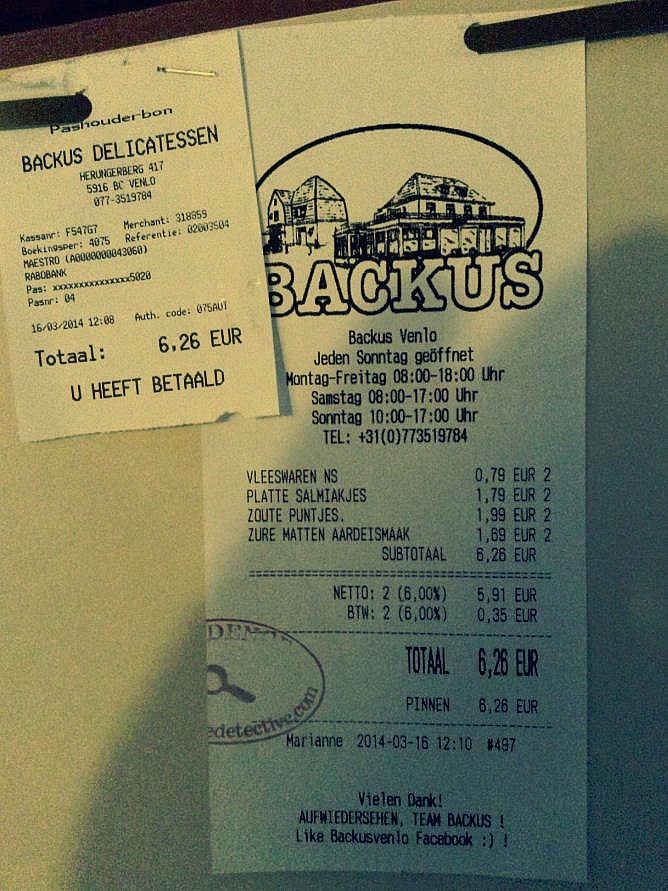 Pashouderbon
BACKUS DELICATESSEN
HERUNGERBERG 417
5916 BC VENLO
077-3519784
Kassanr: F547G7 Merchant: 318859
Boekingsper: 4075 Referentie: 02003504
MAESTRO (A0000000043060)
RABOBANK
Pas: xxxxxxxxxxxxxxx5020
Pasnr: 04
16/03/2014 12:08 Auth. code: 075AUT
Totaal: 6.26 EUR
U HEEFT BETAALD
BACKUS
Backus Venlo
Jeden Sonntag geöffnet
Montag-Freitag 08:00-18:00 Uhr
Samstag 08:00-17:00 Uhr
Sonntag 10:00-17:00 Uhr
TEL: +31(0)773519784
VLEESWAREN NS 0,79 EUR 2
PLATTE SALMIAKJES 1,79 EUR 2
ZOUTE PUNTJES. 1,99 EUR 2
ZURE MATTEN AARDEISMAAK 1,69 EUR 2
SUBTOTAAL 6,26 EUR
NETTO: 2 (6,00%) 5,91 EUR
BTW: 2 (6,00%) 0,35 EUR
TOTAAL 6,26 EUR
PINNEN 6,26 EUR
Marianne 2014-03-16 12:10 #497
Vielen Dank!
AUFWIEDERSEHEN, TEAM BACKUS !
Like Backusvenlo Facebook :) !